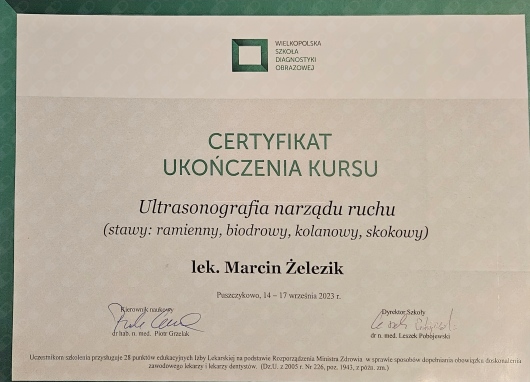 WIELKOPOLSKA
SZKOŁA
DIAGNOSTYKI
OBRAZOWEJ
CERTYFIKAT
UKOŃCZENIA KURSU
Ultrasonografia narządu ruchu
(stawy: ramienny, biodrowy, kolanowy, skokowy)
lek. Marcin Żelezik
Puszczykowo, 14 – 17 września 2023 r.
Kierownik naukowy
dr hab. n. med. Piotr Grzelak
Dyrektor Szkoły
dr n. med. Leszek Pobojewski
Uczestnikom szkolenia przysługuje 28 punktów edukacyjnych Izby Lekarskiej na podstawie Rozporządzenia Ministra Zdrowia w sprawie sposobów dopełniania obowiązku doskonalenia
zawodowego lekarzy i lekarzy dentystów. (Dz.U. z 2005 r. Nr 226, poz. 1943, z późn. zm.)